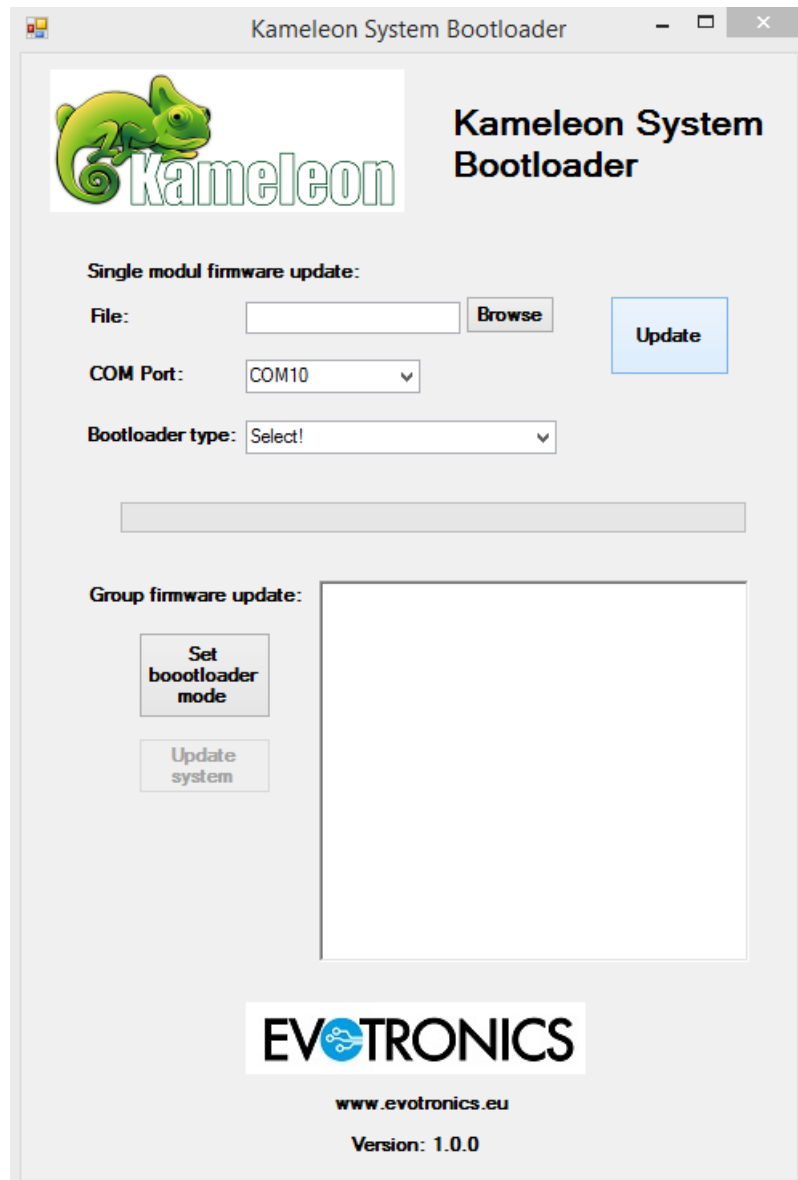 Kameleon System Bootloader
Kameleon
Kameleon System
Bootloader
Single modul firmware update:
File:
Browse
Update
COM Port:
COM10
Bootloader type:
Select!
Group firmware update:
Set
boootloader
mode
Update
system
EVOTRONICS
www.evotronics.eu
Version: 1.0.0